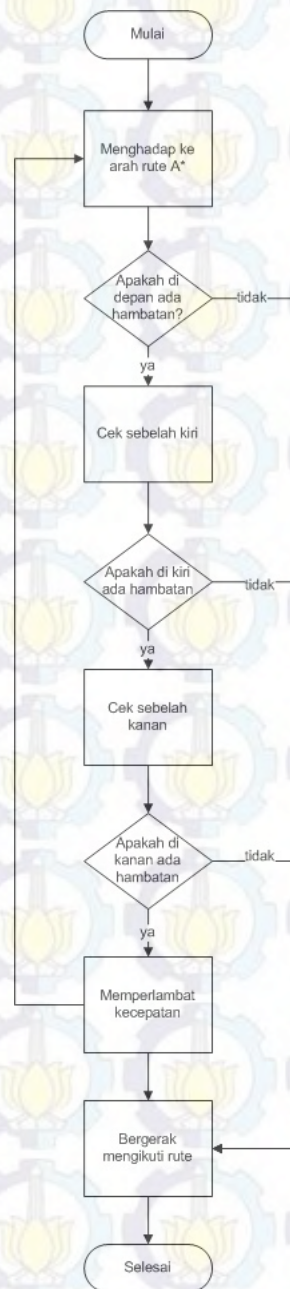 Mulai
Menghadap ke
arah rute A*
Apakah di
depan ada
hambatan?
tidak
ya
Cek sebelah kiri
Apakah di kiri
ada hambatan
tidak
ya
Cek sebelah
kanan
Apakah di
kanan ada
hambatan
tidak
ya
Memperlambat
kecepatan
Bergerak
mengikuti rute
Selesai